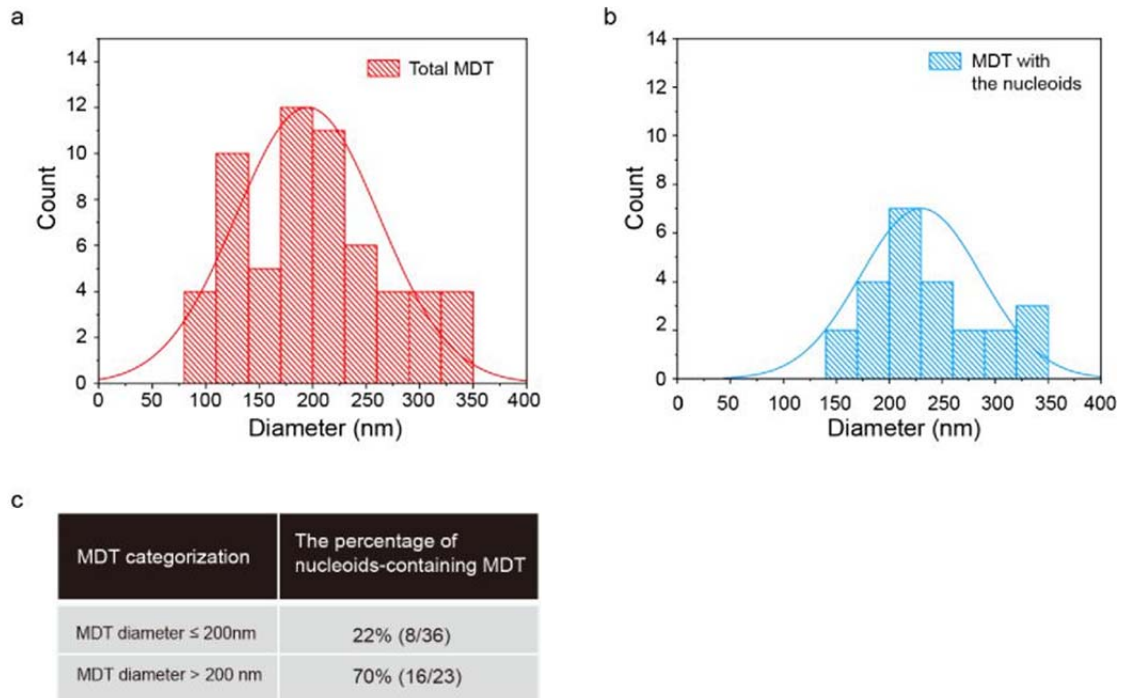 a
14
12
10
8
6
4
2
0
Count
Total MDT
0 50 100 150 200 250 300 350 400
Diameter (nm)
b
14
12
10
8
6
4
2
0
Count
MDT with
the nucleoids
0 50 100 150 200 250 300 350 400
Diameter (nm)
c
MDT categorization
The percentage of
nucleoids-containing MDT
MDT diameter ≤ 200nm
22% (8/36)
MDT diameter > 200 nm
70% (16/23)